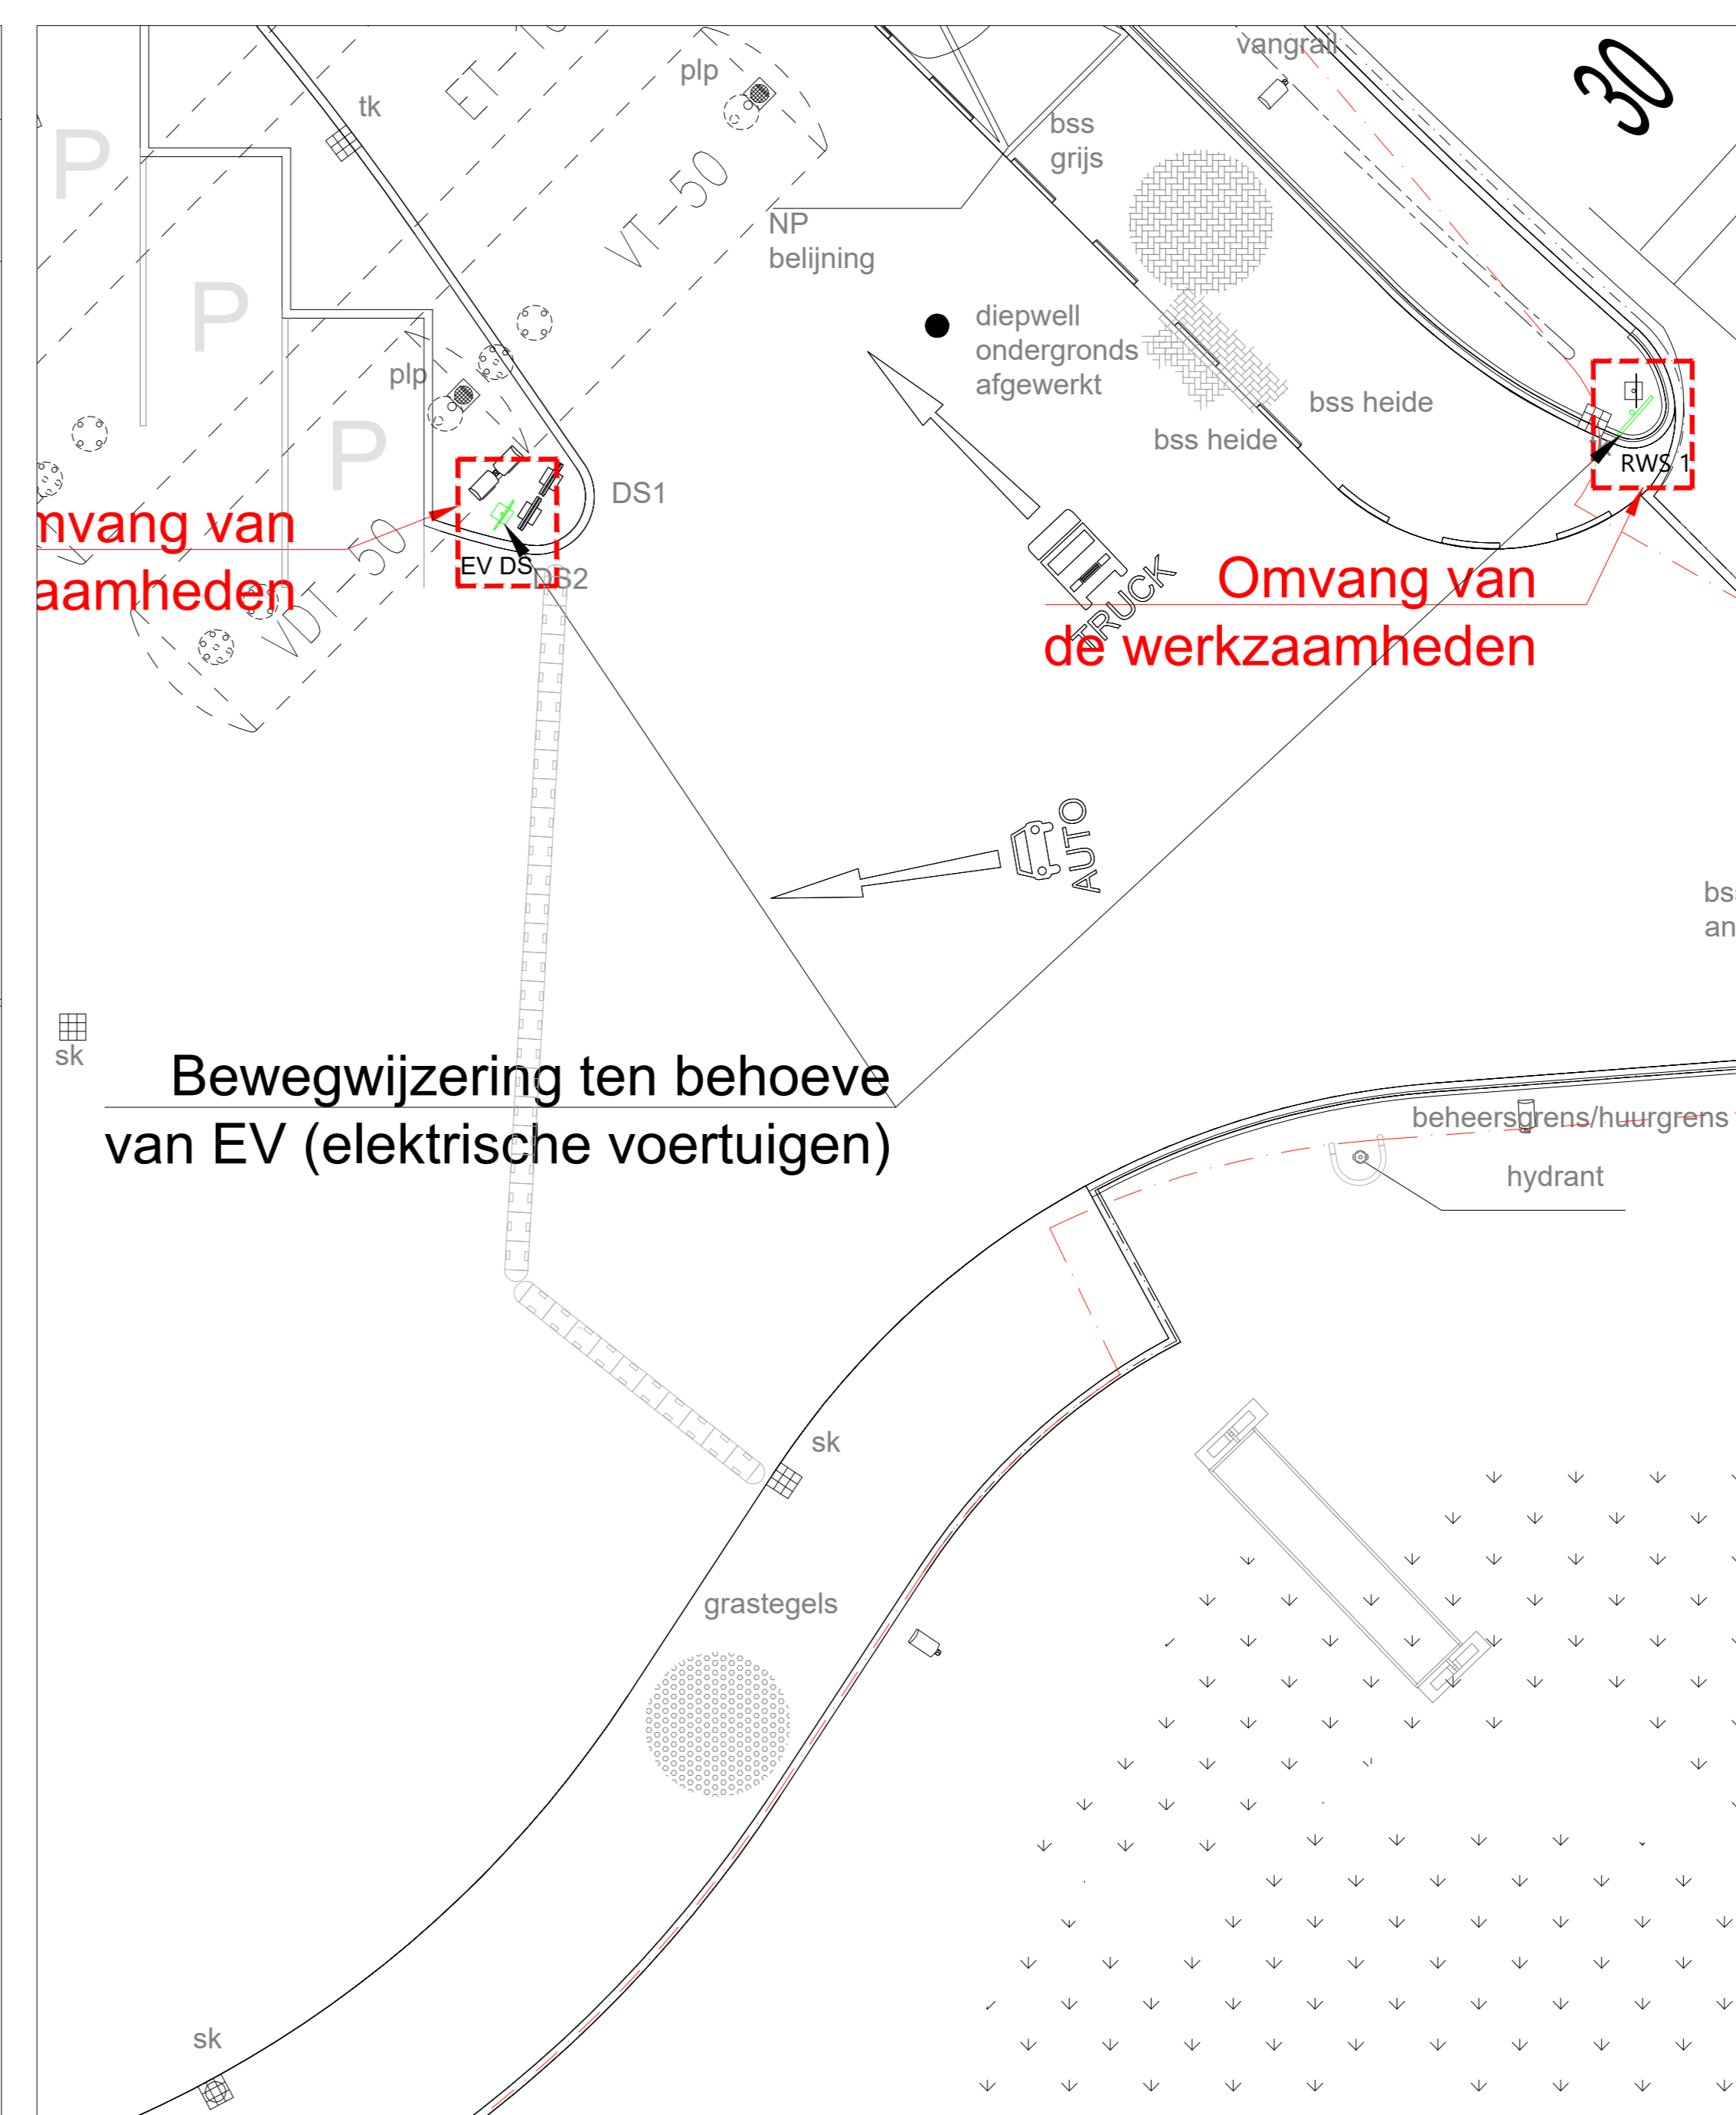 vangrail
30
plp
tk
P
bss
grijs
VT-50
NP
belijning
P
diepwell
ondergronds
afgewerkt
plp
bss heide
bss heide
P
RWS 1
DS1
mvang van
aamheden
VDT-50
EV DS
DS2
TRUCK
Omvang van
de werkzaamheden
AUTO
sk
Bewegwijzering ten behoeve
van EV (elektrische voertuigen)
beheersgrens/huurgrens
hydrant
sk
grastegels
sk